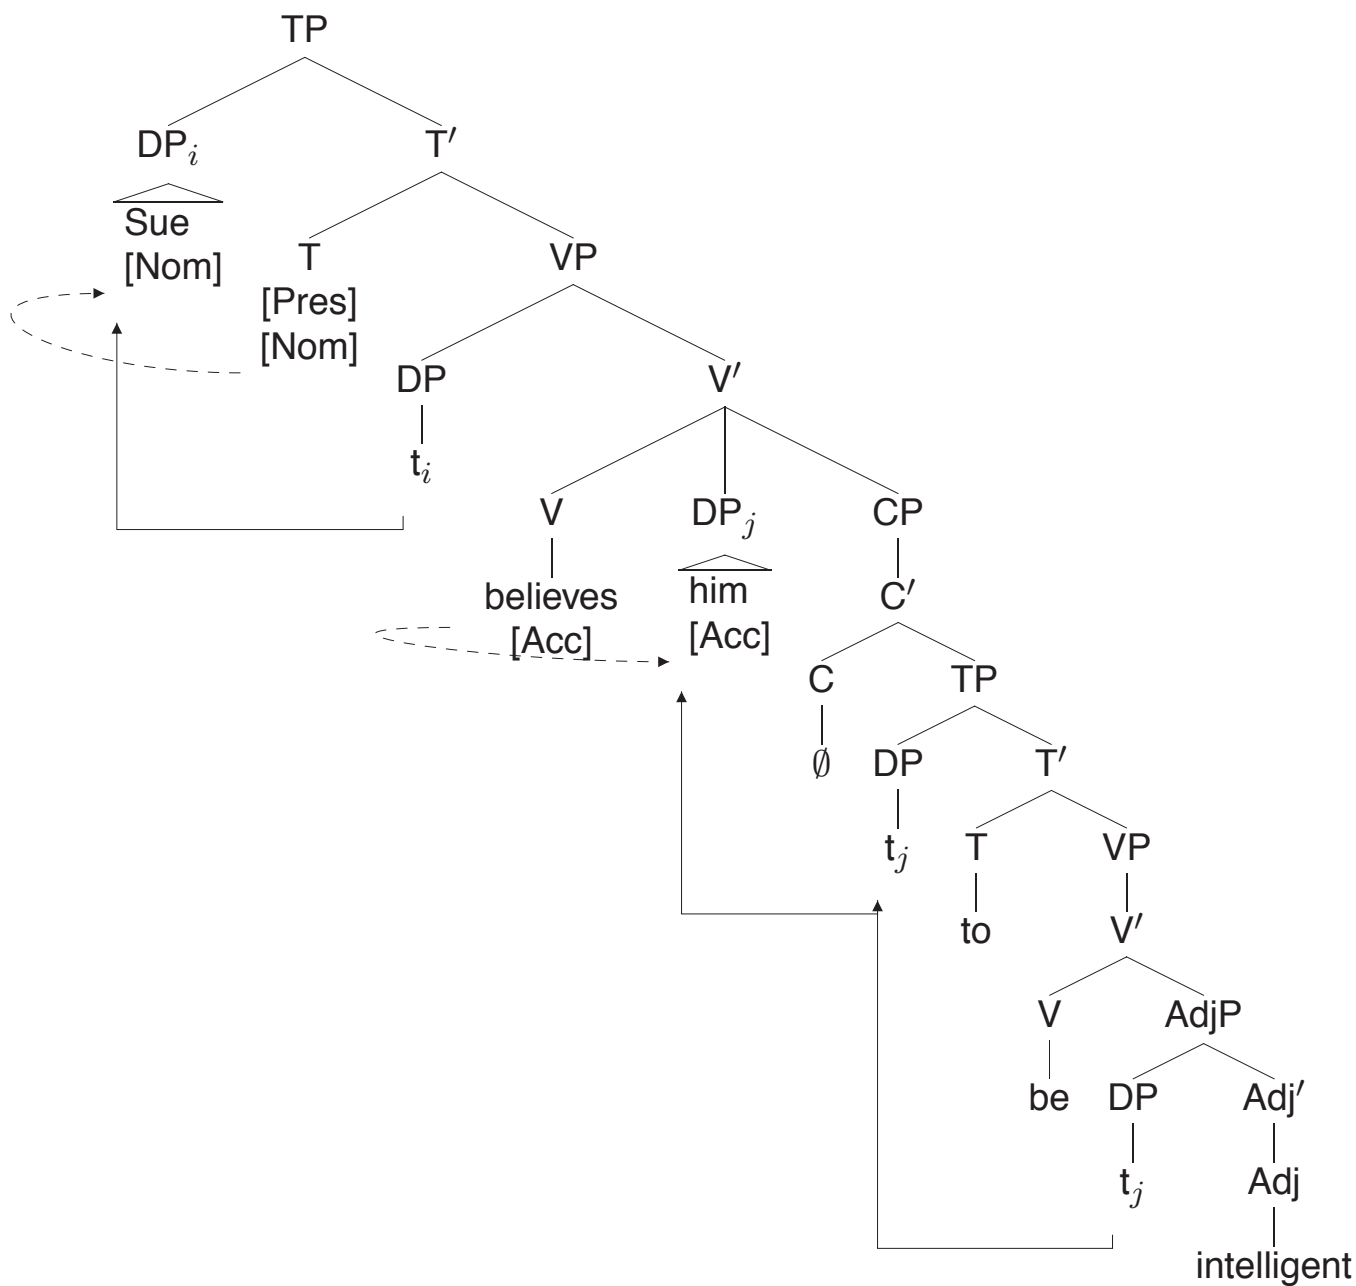 TP
DPᵢ T′
Sue
[Nom]
T VP
[Pres]
[Nom]
DP V′
tᵢ
V DPⱼ CP
believes him C′
[Acc] [Acc]
C TP
∅ DP T′
tⱼ T VP
to V′
V AdjP
be DP Adj′
tⱼ Adj
intelligent